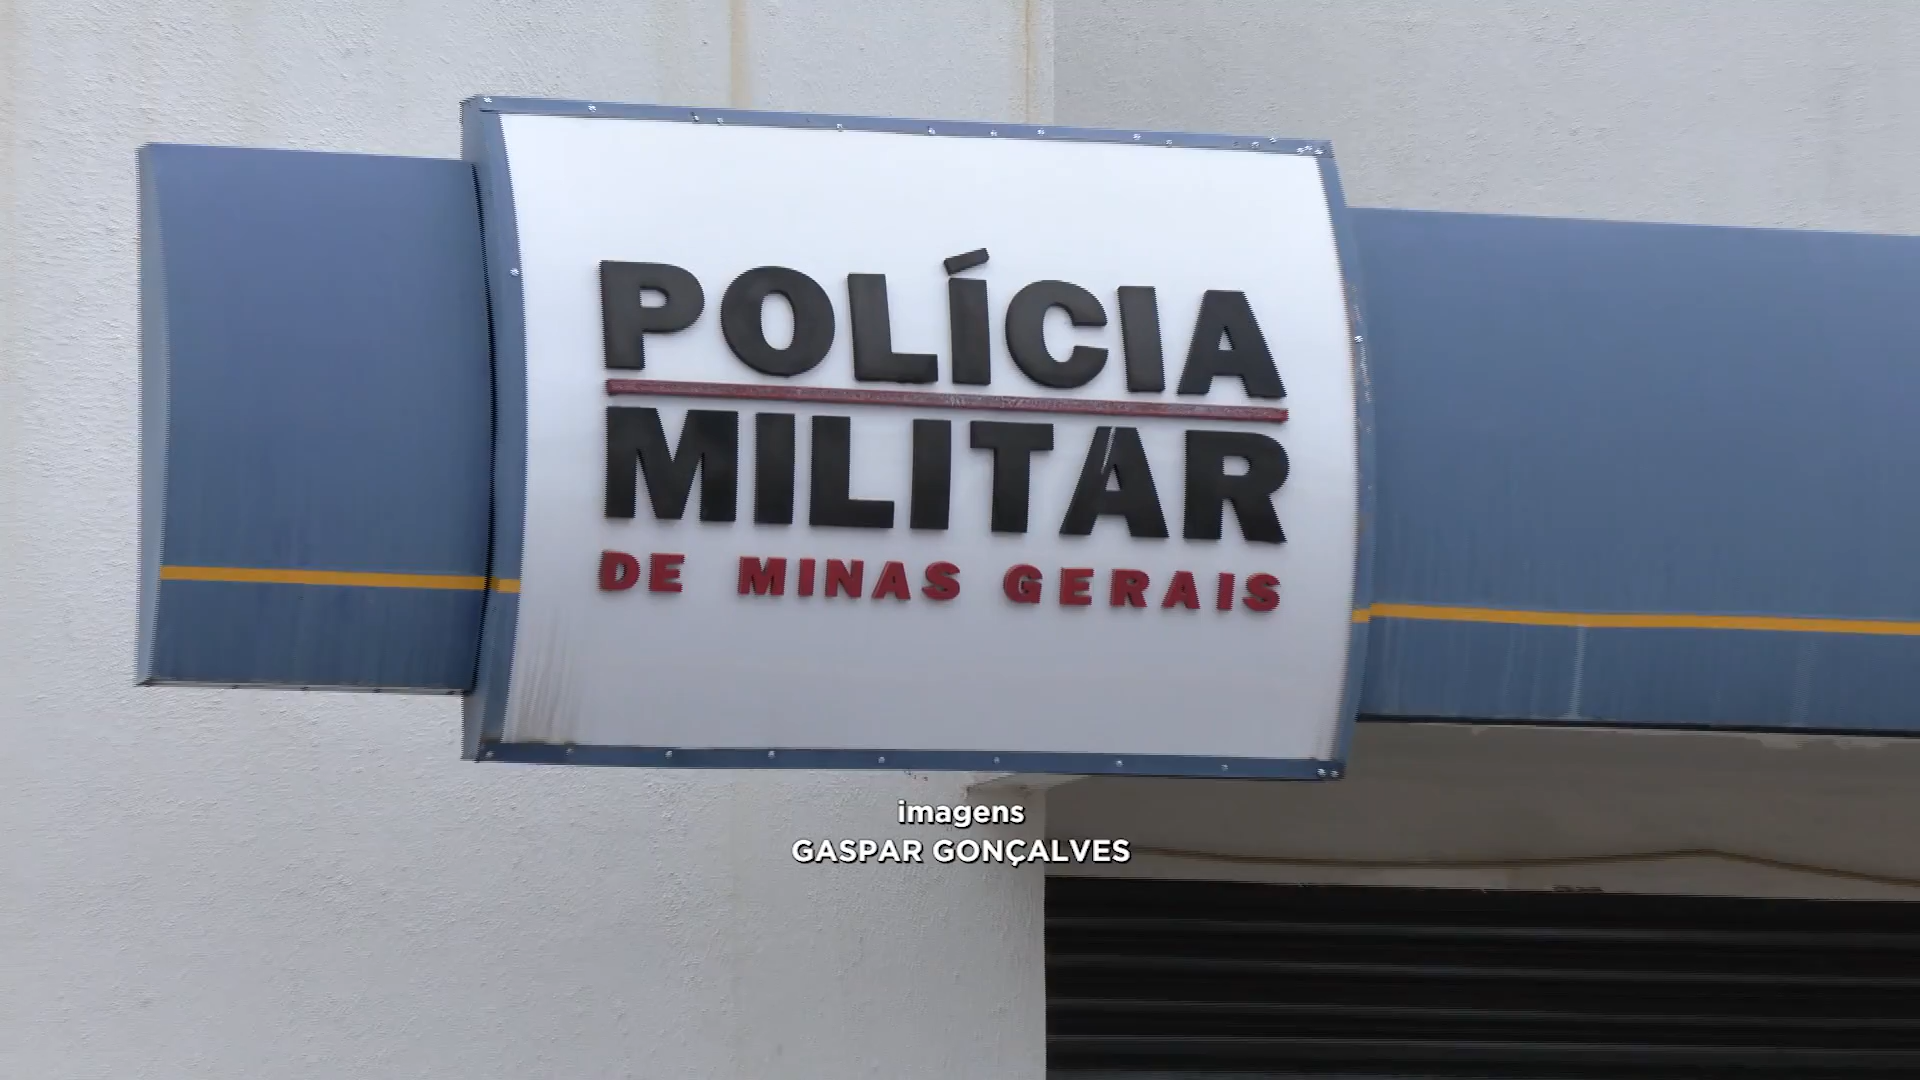 POLÍCIA
MILITAR
DE MINAS GERAIS
imagens
GASPAR GONÇALVES